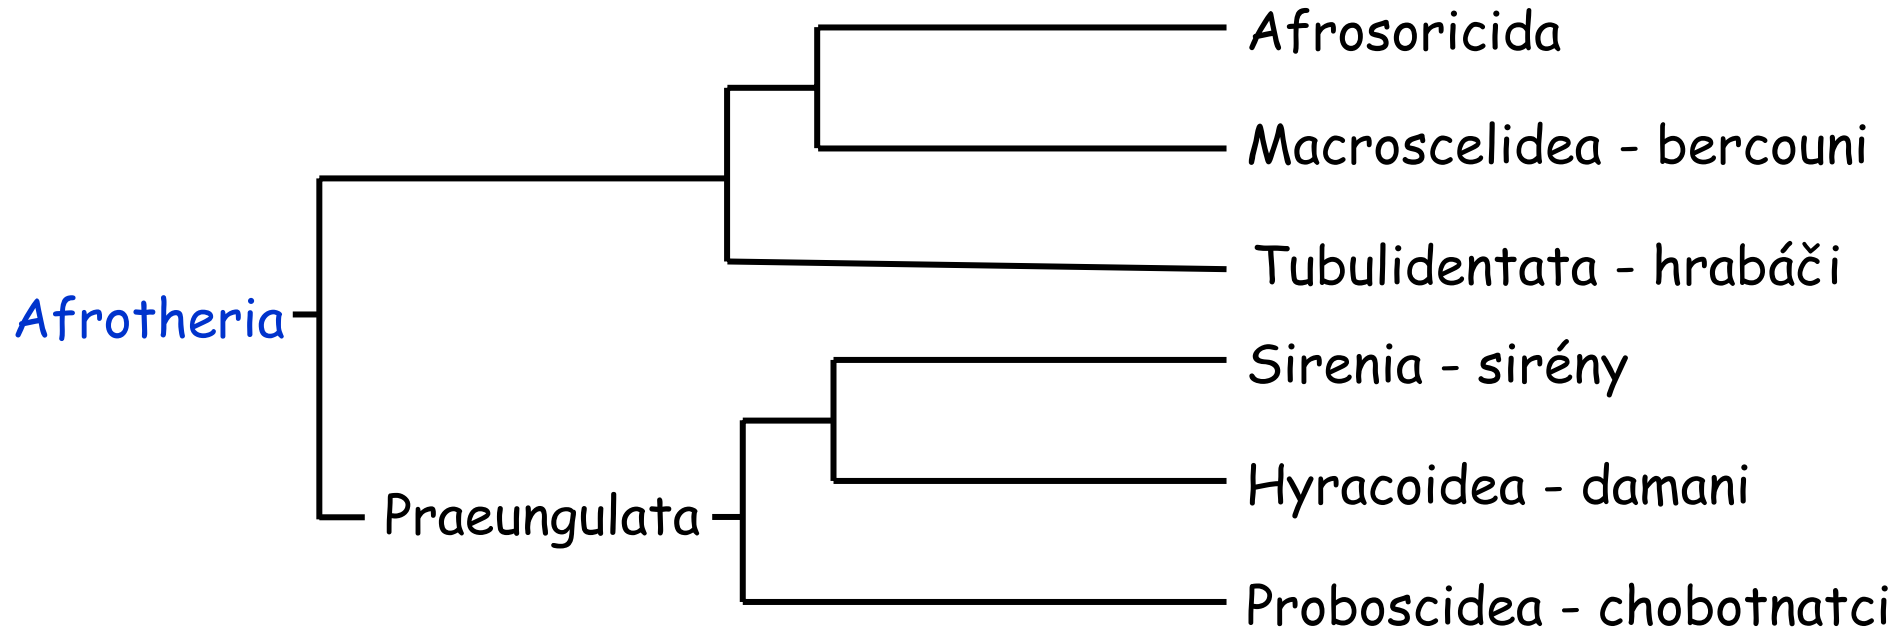 Afrosoricida
Macroscelidea - bercouni
Tubulidentata - hrabáči
Afrotheria
Sirenia - sirény
Hyracoidea - damani
Praeungulata
Proboscidea - chobotnatci